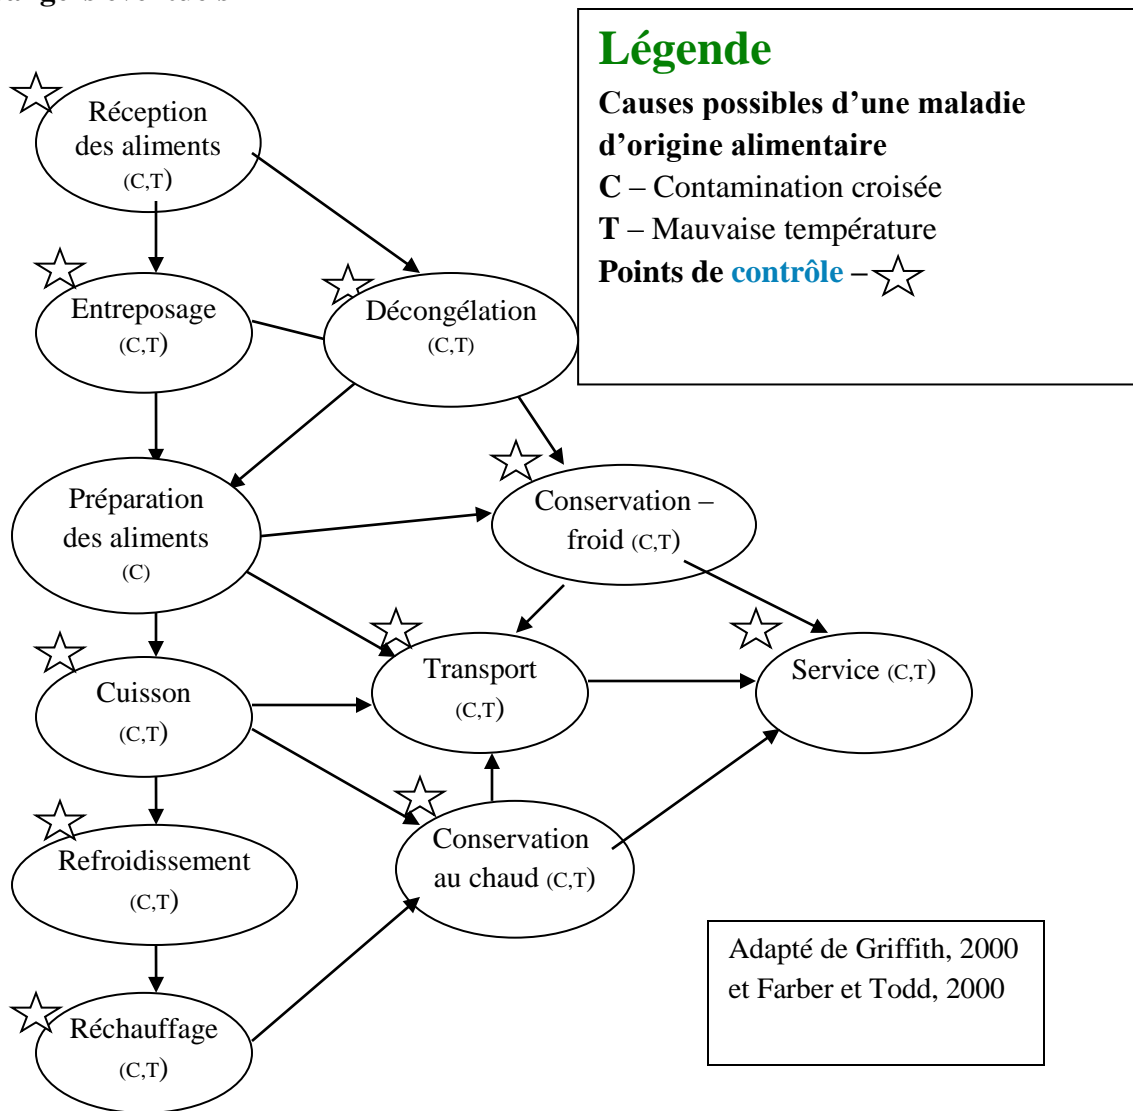 Légende
Causes possibles d’une maladie
d’origine alimentaire
C – Contamination croisée
T – Mauvaise température
Points de contrôle –
Réception
des aliments
(C,T)
Entreposage
(C,T)
Décongélation
(C,T)
Préparation
des aliments
(C)
Conservation –
froid (C,T)
Cuisson
(C,T)
Transport
(C,T)
Service (C,T)
Refroidissement
(C,T)
Conservation
au chaud (C,T)
Réchauffage
(C,T)
Adapté de Griffith, 2000
et Farber et Todd, 2000